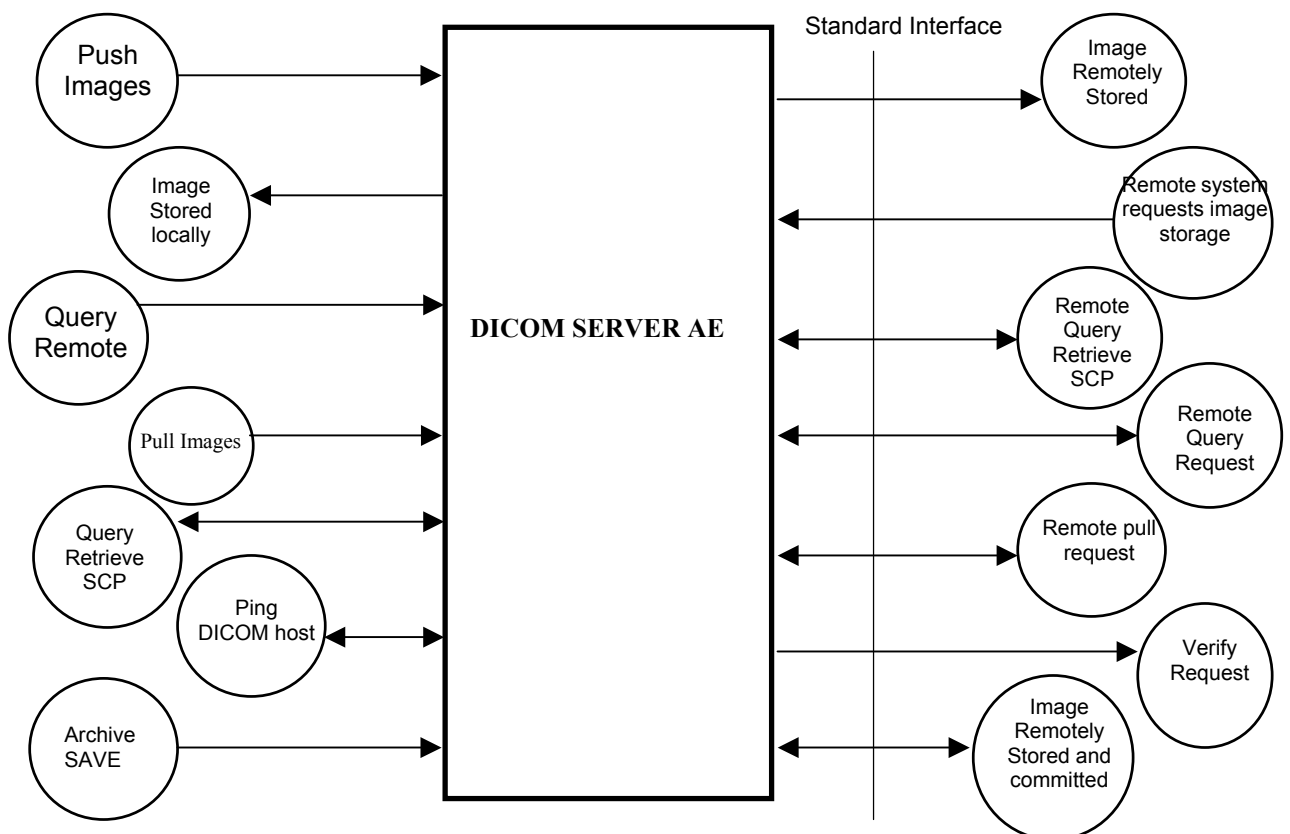 Standard Interface
Push
Images
Image
Stored
locally
Query
Remote
Pull Images
Query
Retrieve
SCP
Ping
DICOM host
Archive
SAVE
DICOM SERVER AE
Image
Remotely
Stored
Remote system
requests image
storage
Remote
Query
Retrieve
SCP
Remote
Query
Request
Remote pull
request
Verify
Request
Image
Remotely
Stored and
committed